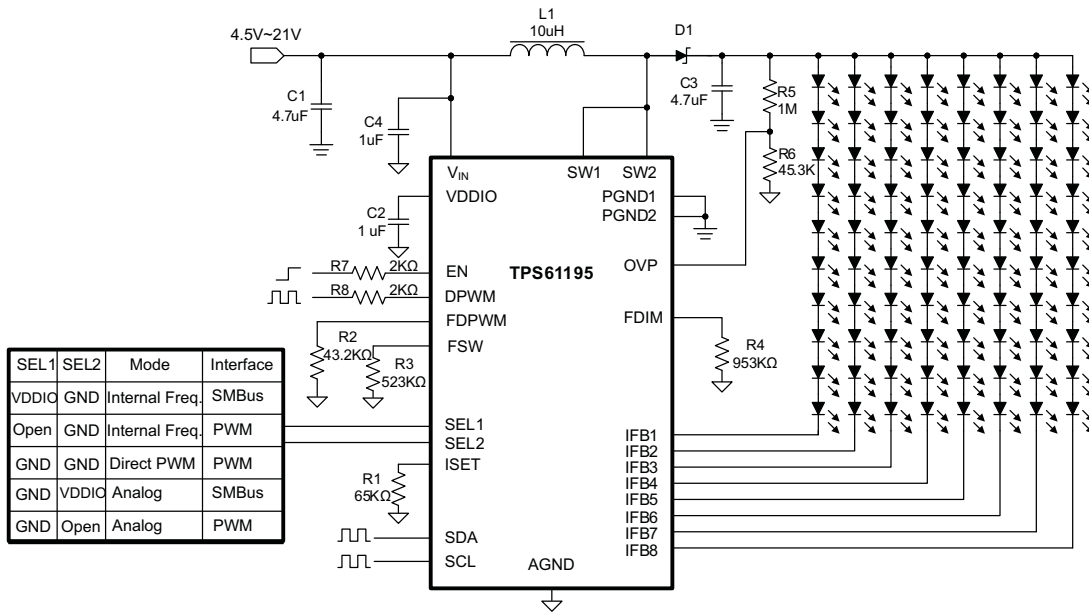 L1
10uH
4.5V~21V
D1
C1
4.7uF
C4
1uF
C3
4.7uF
R5
1M
R6
45.3K
VIN
SW1
SW2
VDDIO
PGND1
PGND2
C2
1 uF
TPS61195
OVP
R7
2KΩ
EN
R8
2KΩ
DPWM
FDPWM
FDIM
R2
43.2KΩ
FSW
R3
523KΩ
R4
953KΩ
SEL1 SEL2 Mode Interface
VDDIO GND Internal Freq. SMBus
Open GND Internal Freq. PWM
GND GND Direct PWM PWM
GND VDDIO Analog SMBus
GND Open Analog PWM
SEL1
SEL2
ISET
R1
65KΩ
SDA
SCL
AGND
IFB1
IFB2
IFB3
IFB4
IFB5
IFB6
IFB7
IFB8